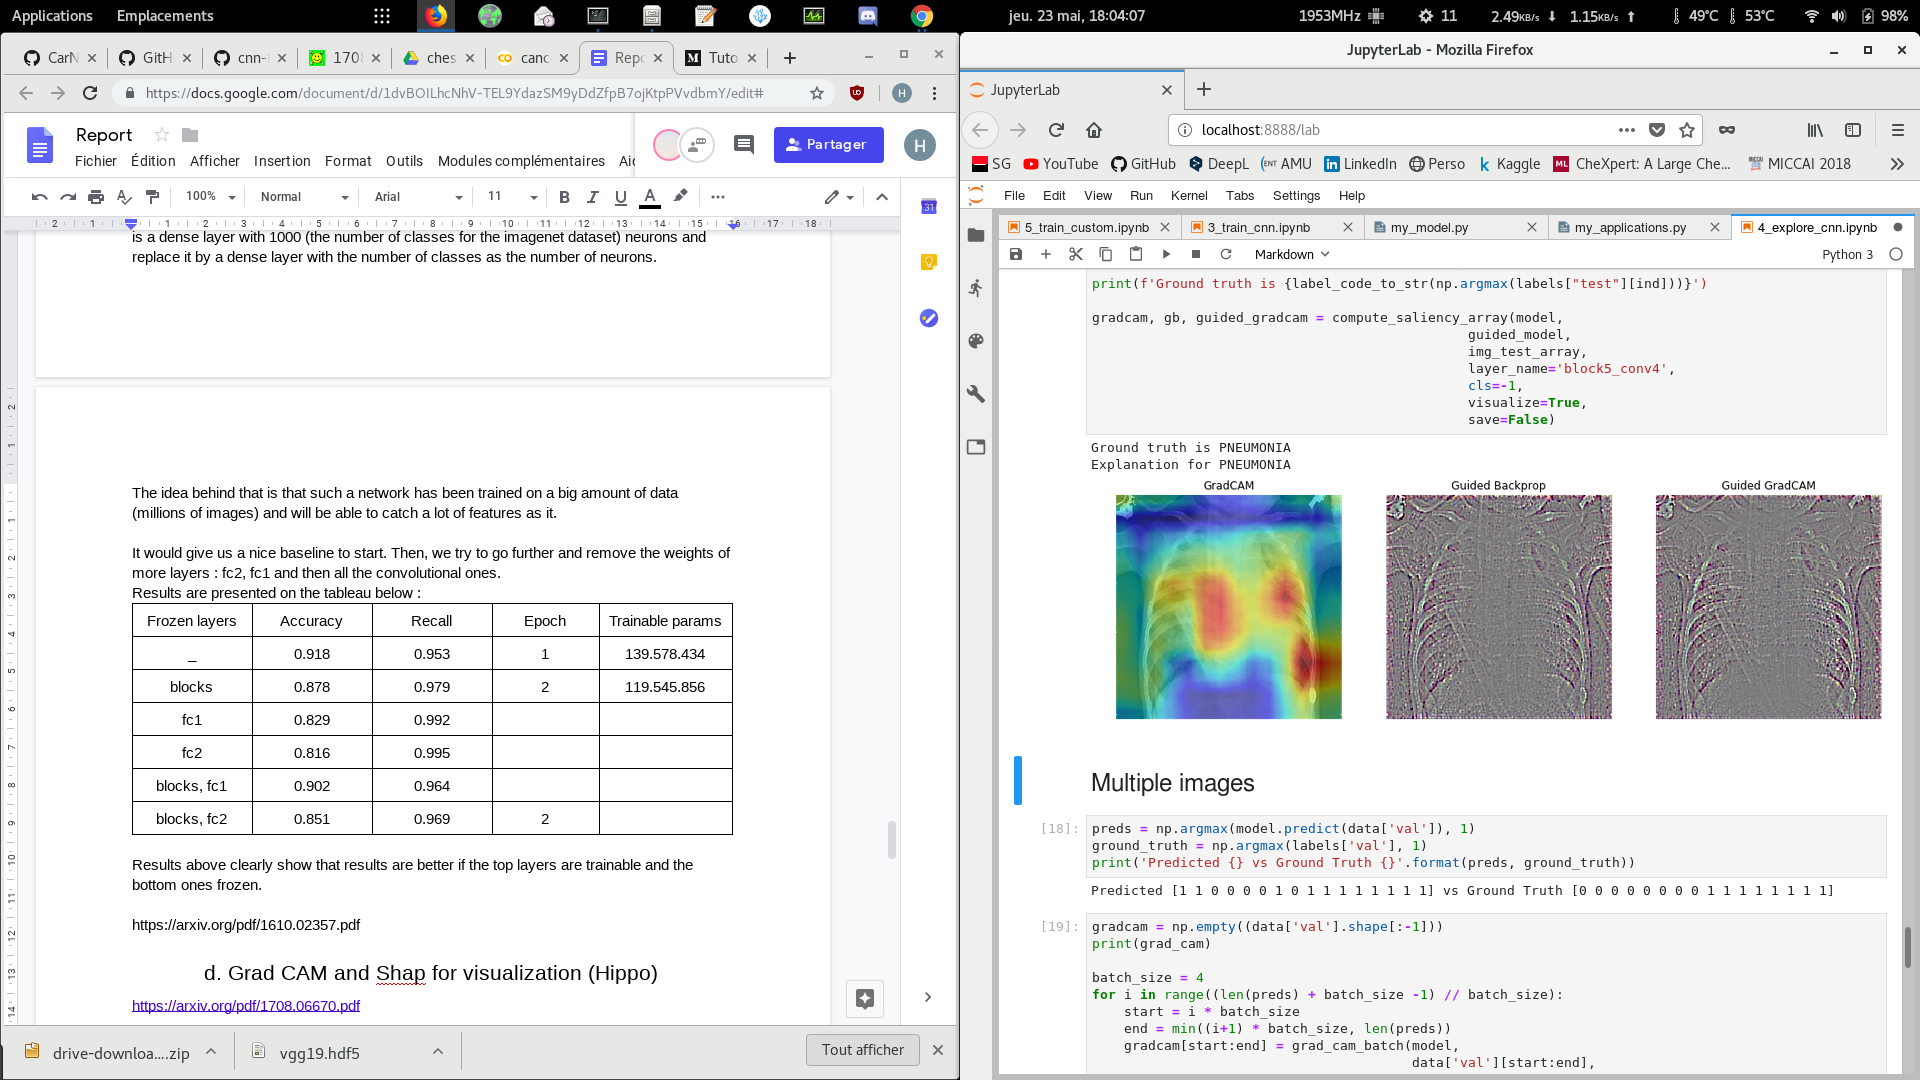 Applications Emplacements jeu. 23 mai, 18:04:07 1953MHz 11 2.49KB/s 1.15KB/s 49°C 53°C 98%
CarN GitH cnn- 170 ches canc Repo Tuto
https://docs.google.com/document/d/1dvBOILhcNhV-TEL9YdazSM9yDdZfpB7ojKtpPVvdbmY/edit#
Report
Partager
H
Fichier Édition Afficher Insertion Format Outils Modules complémentaires Aid
100% Normal Arial 11 B I U A
2 1 1 2 3 4 5 6 7 8 9 10 11 12 13 14 15 16 17 18
is a dense layer with 1000 (the number of classes for the imagenet dataset) neurons and
replace it by a dense layer with the number of classes as the number of neurons.
The idea behind that is that such a network has been trained on a big amount of data
(millions of images) and will be able to catch a lot of features as it.
It would give us a nice baseline to start. Then, we try to go further and remove the weights of
more layers : fc2, fc1 and then all the convolutional ones.
Results are presented on the tableau below :
Frozen layers Accuracy Recall Epoch Trainable params
_ 0.918 0.953 1 139.578.434
blocks 0.878 0.979 2 119.545.856
fc1 0.829 0.992
fc2 0.816 0.995
blocks, fc1 0.902 0.964
blocks, fc2 0.851 0.969 2
Results above clearly show that results are better if the top layers are trainable and the
bottom ones frozen.
https://arxiv.org/pdf/1610.02357.pdf
d. Grad CAM and Shap for visualization (Hippo)
https://arxiv.org/pdf/1708.06670.pdf
drive-downloa....zip vgg19.hdf5 Tout afficher
JupyterLab - Mozilla Firefox
JupyterLab
localhost:8888/lab
SG YouTube GitHub DeepL AMU LinkedIn Perso Kaggle CheXpert: A Large Che... MICCAI 2018
File Edit View Run Kernel Tabs Settings Help
5_train_custom.ipynb 3_train_cnn.ipynb my_model.py my_applications.py 4_explore_cnn.ipynb
Markdown Python 3
print(f'Ground truth is {label_code_to_str(np.argmax(labels["test"][ind]))}')
gradcam, gb, guided_gradcam = compute_saliency_array(model,
guided_model,
img_test_array,
layer_name='block5_conv4',
cls=-1,
visualize=True,
save=False)
Ground truth is PNEUMONIA
Explanation for PNEUMONIA
GradCAM Guided Backprop Guided GradCAM
Multiple images
[18]: preds = np.argmax(model.predict(data['val']), 1)
ground_truth = np.argmax(labels['val'], 1)
print('Predicted {} vs Ground Truth {}'.format(preds, ground_truth))
Predicted [1 1 0 0 0 0 1 0 1 1 1 1 1 1 1 1] vs Ground Truth [0 0 0 0 0 0 0 0 1 1 1 1 1 1 1 1]
[19]: gradcam = np.empty((data['val'].shape[:-1]))
print(grad_cam)
batch_size = 4
for i in range((len(preds) + batch_size -1) // batch_size):
start = i * batch_size
end = min((i+1) * batch_size, len(preds))
gradcam[start:end] = grad_cam_batch(model,
data['val'][start:end],